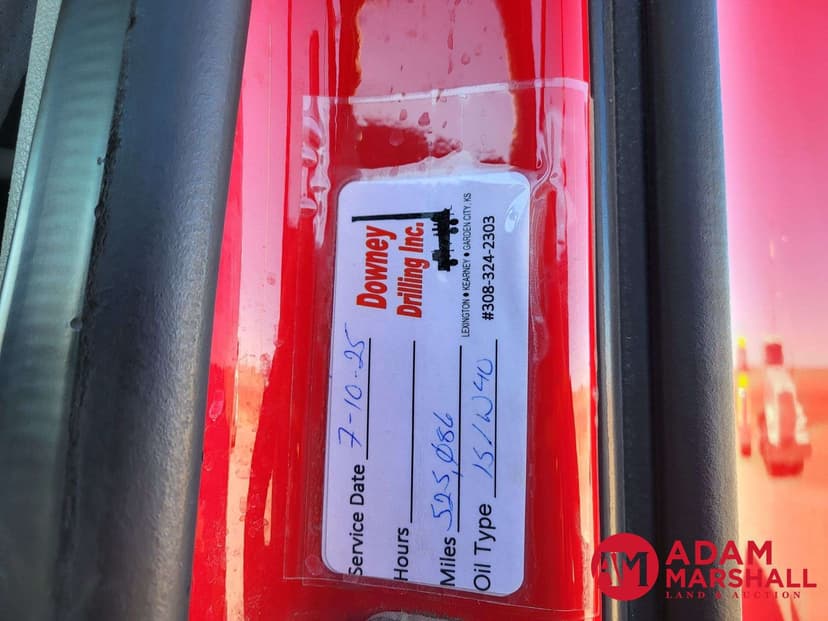 Downey
Drilling Inc.
LEXINGTON • KEARNEY • GARDEN CITY, KS
#308-324-2303
Service Date 7-10-25
Hours
Miles 525,086
Oil Type 15/W40
AM ADAM
MARSHALL
LAND & AUCTION